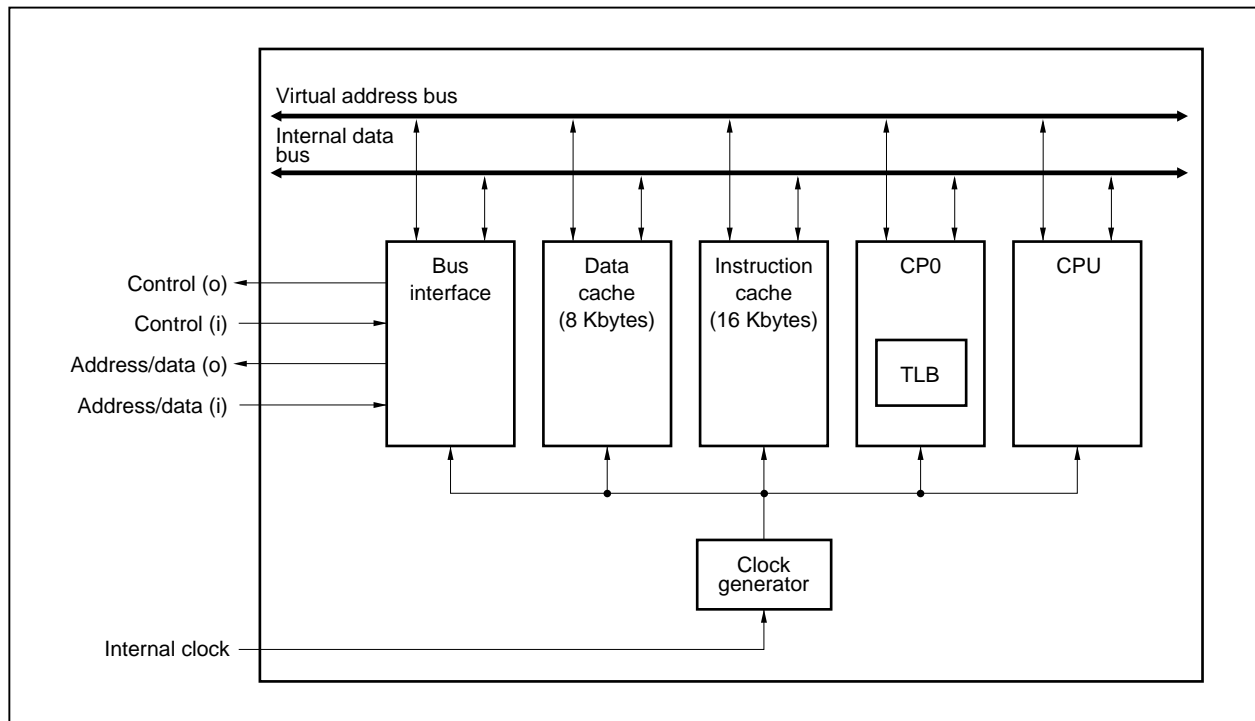 Virtual address bus
Internal data
bus
Bus
interface
Data
cache
(8 Kbytes)
Instruction
cache
(16 Kbytes)
CP0
TLB
CPU
Control (o)
Control (i)
Address/data (o)
Address/data (i)
Clock
generator
Internal clock